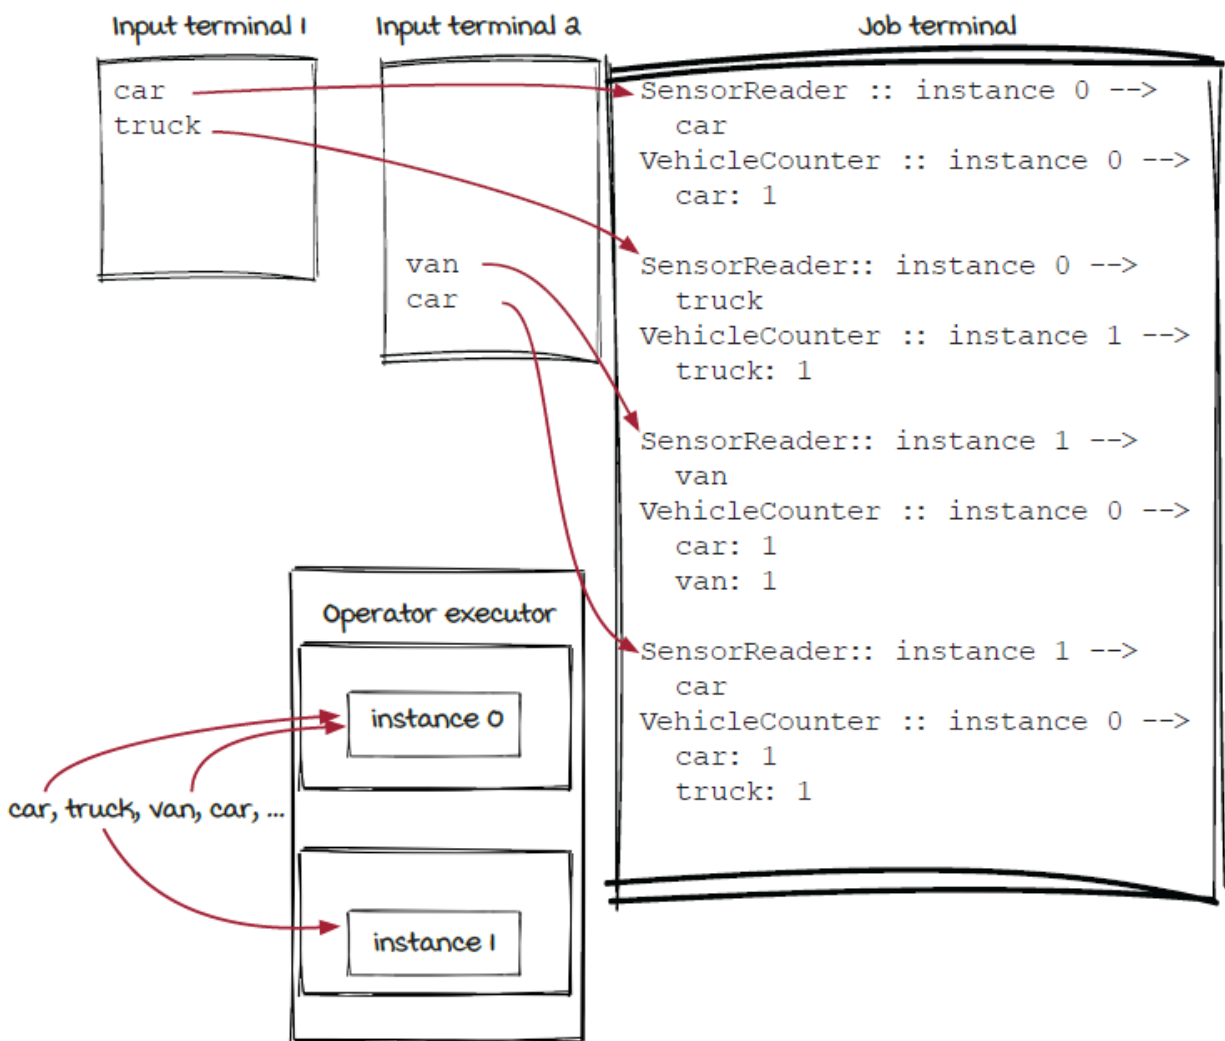 Input terminal 1
Input terminal 2
Job terminal
car
truck
van
car
SensorReader :: instance 0 -->
car
VehicleCounter :: instance 0 -->
car: 1
SensorReader:: instance 0 -->
truck
VehicleCounter :: instance 1 -->
truck: 1
SensorReader:: instance 1 -->
van
VehicleCounter :: instance 0 -->
car: 1
van: 1
SensorReader:: instance 1 -->
car
VehicleCounter :: instance 0 -->
car: 1
truck: 1
Operator executor
instance 0
car, truck, van, car, ...
instance 1